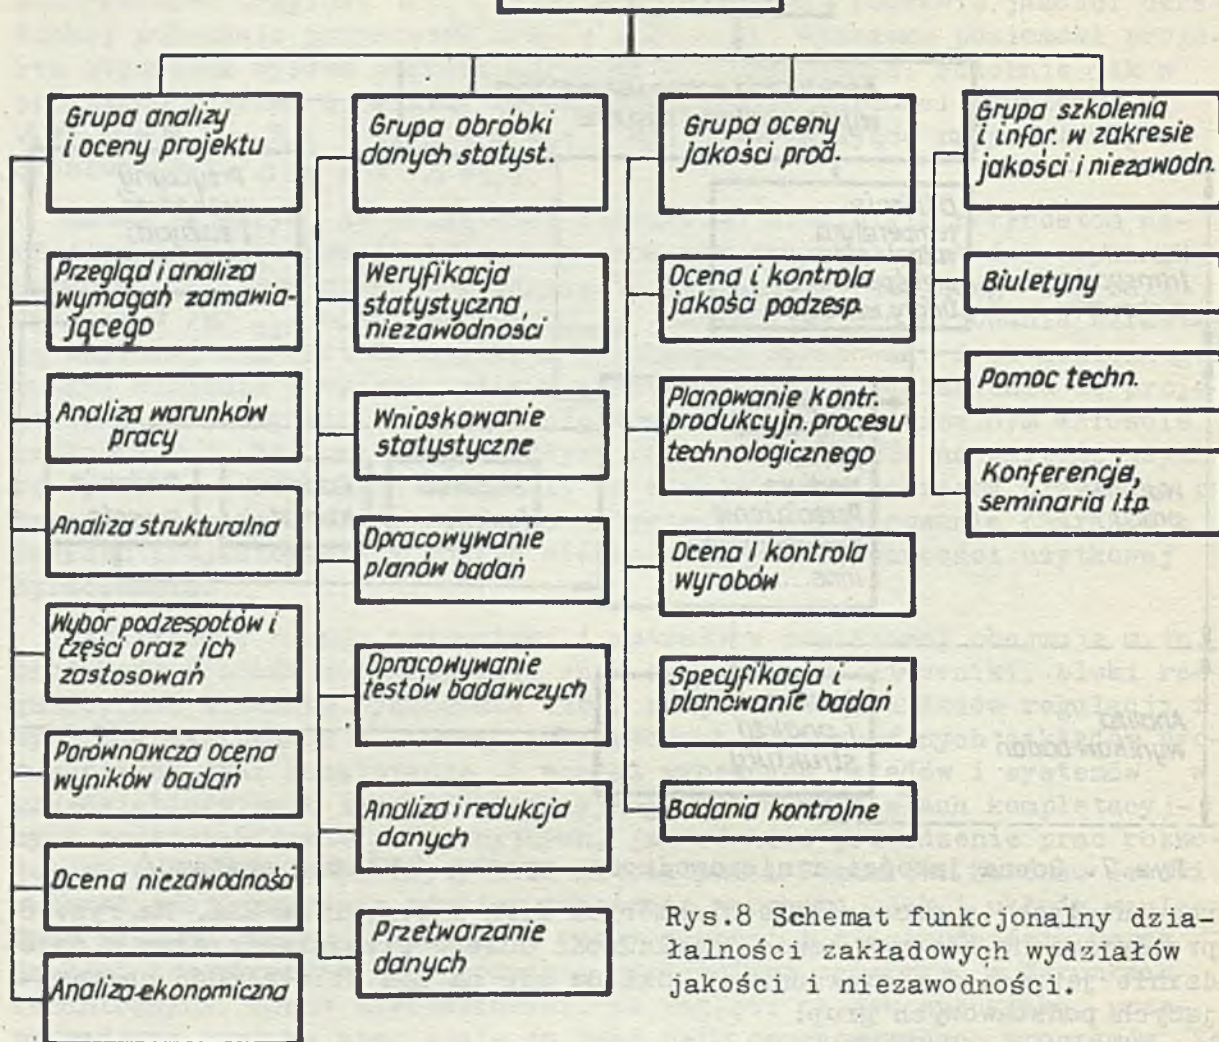 Grupa analizy
i oceny projektu
Przegląd i analiza
wymagań zamawia-
jącego
Analiza warunków
pracy
Analiza strukturalna
Wybór podzespołów i
części oraz ich
zastosowań
Porównawcza ocena
wyników badań
Ocena niezawodności
Analiza-ekonomiczna
Grupa obróbki
danych statyst.
Weryfikacja
statystyczna
niezawodności
Wnioskowanie
statystyczne
Opracowywanie
planów badań
Opracowywanie
testów badawczych
Analiza i redukcja
danych
Przetwarzanie
danych
Grupa oceny
jakości prod.
Ocena i kontrola
jakości podzesp.
Planowanie kontr.
produkcyjn. procesu
technologicznego
Ocena i kontrola
wyrobów
Specyfikacja i
planowanie badań
Badania kontrolne
Grupa szkolenia
i infor. w zakresie
jakości i niezawodn.
Biuletyny
Pomoc techn.
Konferencje,
seminaria i.t.p.
Rys.8 Schemat funkcjonalny dzia-
łalności zakładowych wydziałów
jakości i niezawodności.